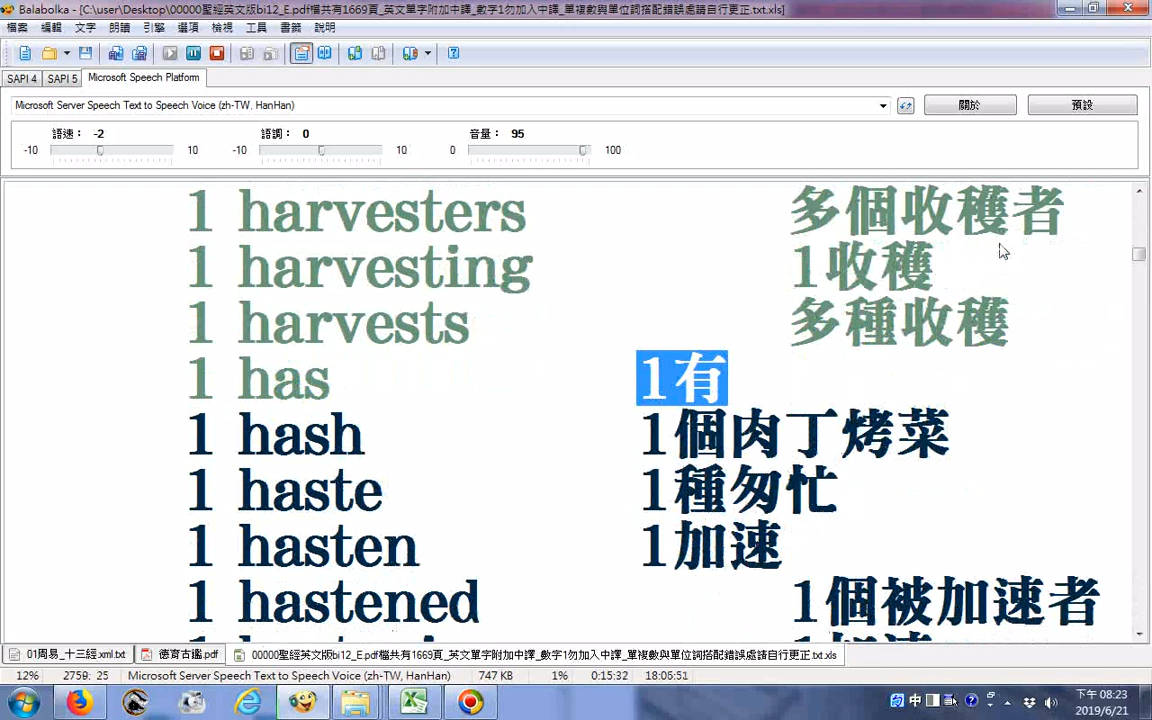 Balabolka - [C:\user\Desktop\00000聖經英文版bi12_E.pdf檔共有1669頁_英文單字附加中譯_數字1勿加入中譯_單複數與單位詞搭配錯誤處請自行更正.txt.xls]
檔案 編輯 文字 朗讀 引擎 選項 檢視 工具 書籤 說明
SAPI 4 SAPI 5 Microsoft Speech Platform
Microsoft Server Speech Text to Speech Voice (zh-TW, HanHan) 關於 預設
語速： -2 語調： 0 音量： 95
-10 10 -10 10 0 100
1 harvesters 多個收穫者
1 harvesting 1收穫
1 harvests 多種收穫
1 has 1有
1 hash 1個肉丁烤菜
1 haste 1種匆忙
1 hasten 1加速
1 hastened 1個被加速者
01周易_十三經.xml.txt 德育古鑑.pdf 00000聖經英文版bi12_E.pdf檔共有1669頁_英文單字附加中譯_數字1勿加入中譯_單複數與單位詞搭配錯誤處請自行更正.txt.xls
12% 2759: 25 Microsoft Server Speech Text to Speech Voice (zh-TW, HanHan) 747 KB 1% 0:15:32 18:06:51
中 下午 08:23
2019/6/21